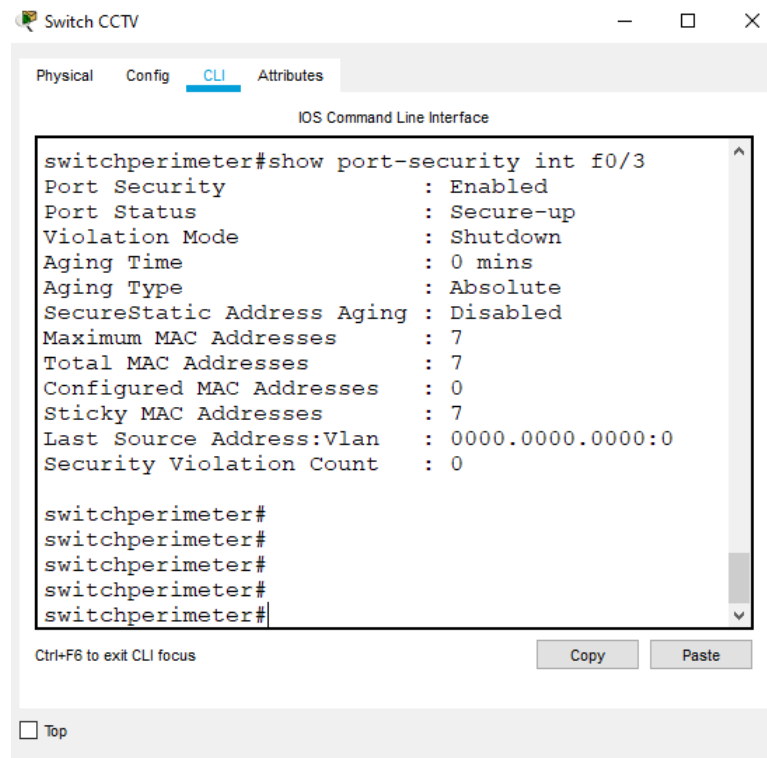 Switch CCTV
Physical Config CLI Attributes
IOS Command Line Interface
switchperimeter#show port-security int f0/3
Port Security : Enabled
Port Status : Secure-up
Violation Mode : Shutdown
Aging Time : 0 mins
Aging Type : Absolute
SecureStatic Address Aging : Disabled
Maximum MAC Addresses : 7
Total MAC Addresses : 7
Configured MAC Addresses : 0
Sticky MAC Addresses : 7
Last Source Address:Vlan : 0000.0000.0000:0
Security Violation Count : 0
switchperimeter#
switchperimeter#
switchperimeter#
switchperimeter#
switchperimeter#
Ctrl+F6 to exit CLI focus Copy Paste
Top